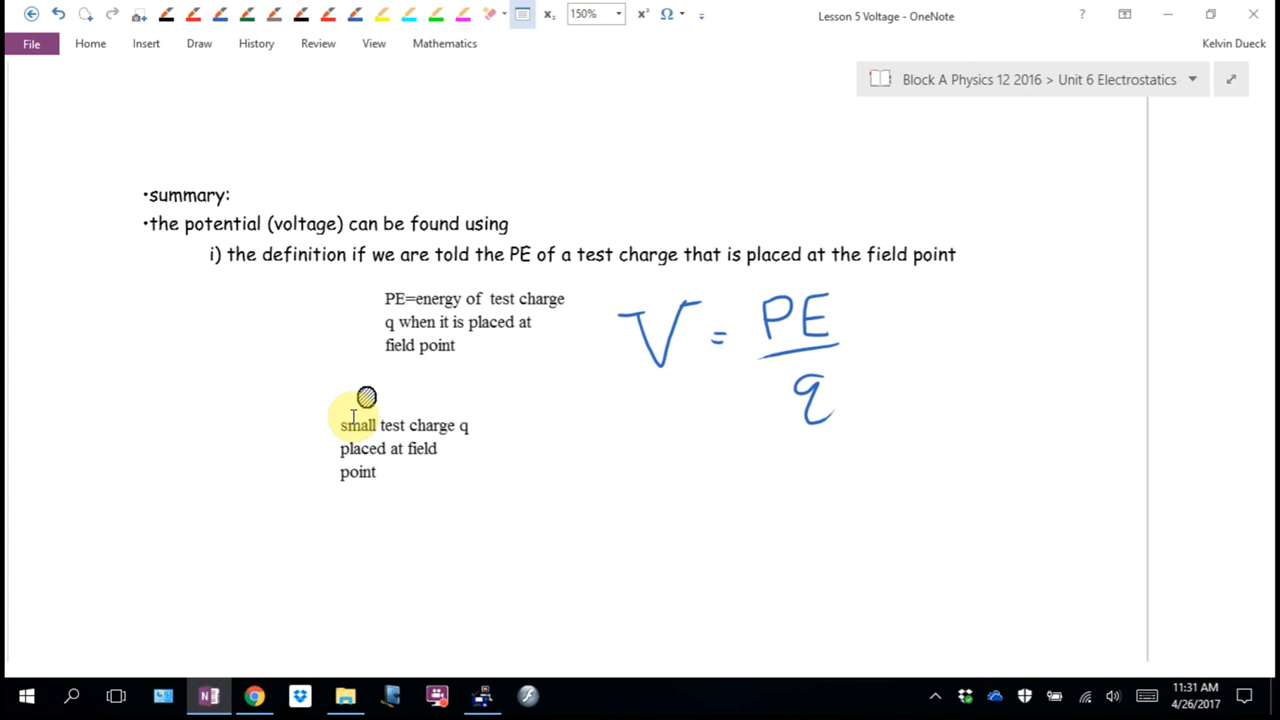 x₂
150%
x²
Ω
Lesson 5 Voltage - OneNote
?
File
Home
Insert
Draw
History
Review
View
Mathematics
Kelvin Dueck
Block A Physics 12 2016 > Unit 6 Electrostatics
•summary:
•the potential (voltage) can be found using
i) the definition if we are told the PE of a test charge that is placed at the field point
PE=energy of test charge
q when it is placed at
field point
V = PE
q
small test charge q
placed at field
point
11:31 AM
4/26/2017